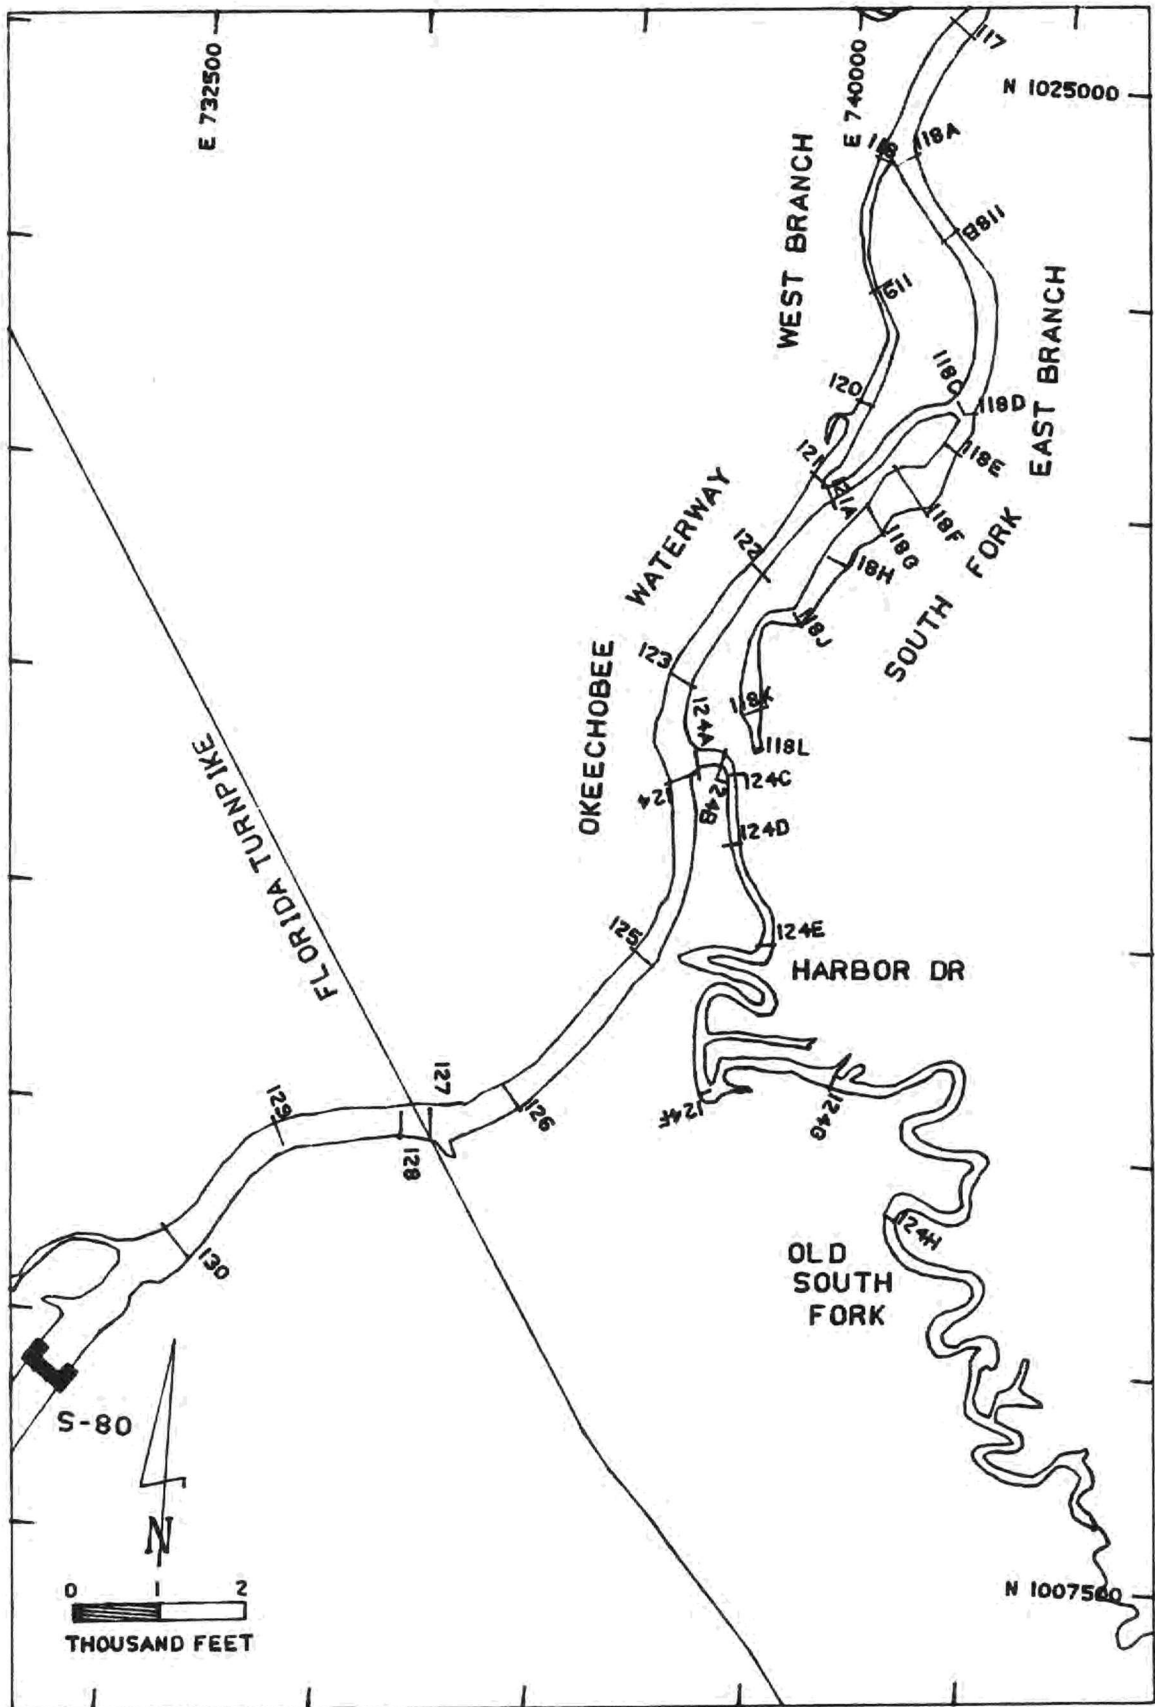 E 732500
E 740000
117
N 1025000
118
118A
118B
WEST BRANCH
119
EAST BRANCH
118C
120
118D
121
118E
121A
118F
WATERWAY
122
118G
118H
SOUTH FORK
118J
123
OKEECHOBEE
118K
124A
118L
124
124B
124C
124D
FLORIDA TURNPIKE
125
124E
HARBOR DR
127
126
124F
124G
129
128
124H
130
OLD
SOUTH
FORK
S-80
N
0 1 2
THOUSAND FEET
N 1007500